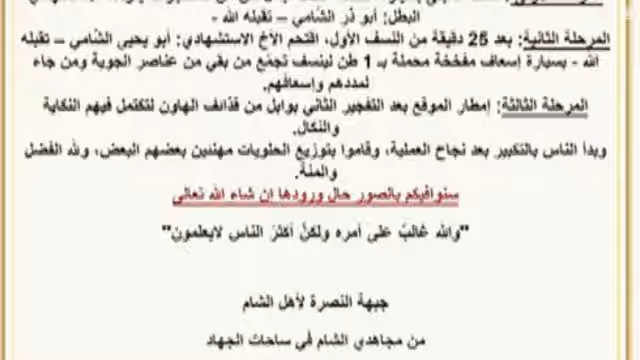 البطل: أبو ذر الشامي – تقبله الله -
المرحلة الثانية: بعد 25 دقيقة من النسف الأول، اقتحم الأخ الاستشهادي: أبو يحيى الشامي – تقبله
الله - بسيارة إسعاف مفخخة محملة بـ 1 طن لينسف تجمّع من بقي من عناصر الجوية ومن جاء
لمددهم وإسعافهم.
المرحلة الثالثة: إمطار الموقع بعد التفجير الثاني بوابل من قذائف الهاون لتكتمل فيهم النكاية
والنكال.
وبدأ الناس بالتكبير بعد نجاح العملية، وقاموا بتوزيع الحلويات مهنئين بعضهم البعض، ولله الفضل
والمنة.
سنوافيكم بالصور حال ورودها إن شاء الله تعالى
"والله غالبٌ على أمره ولكنّ أكثرَ الناس لايعلمون"
جبهة النصرة لأهل الشام
من مجاهدي الشام في ساحات الجهاد